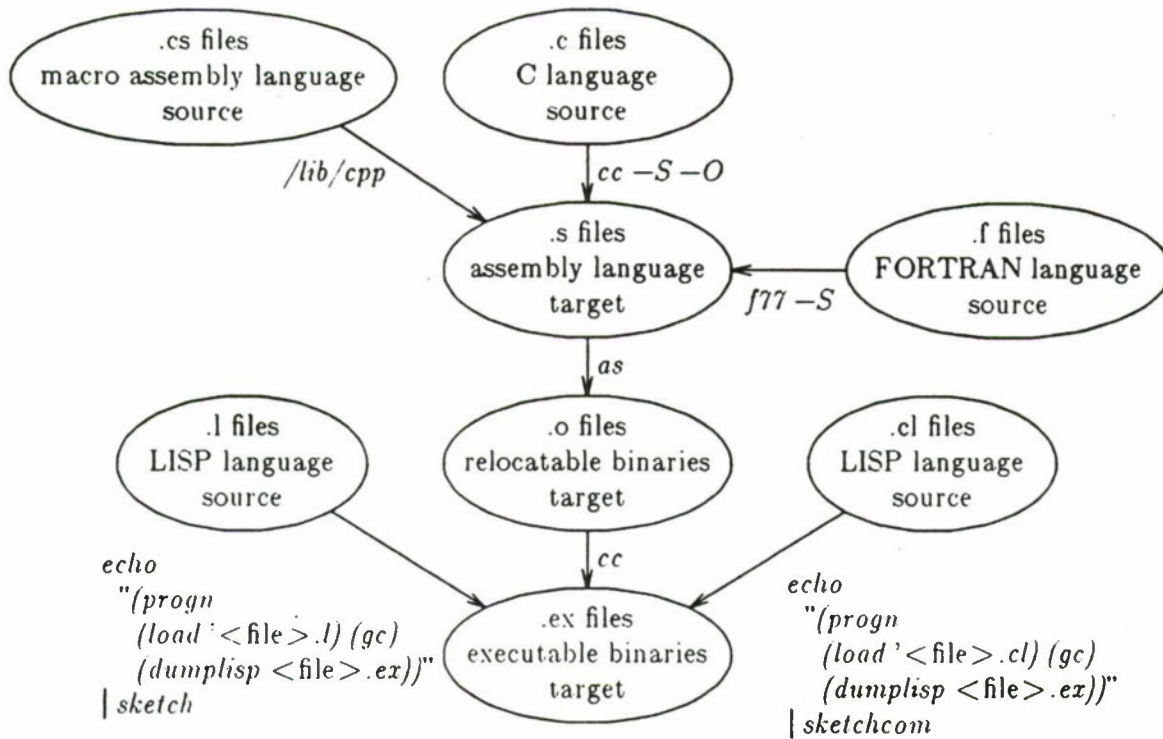 .cs files
macro assembly language
source
.c files
C language
source
/lib/cpp
cc -S -O
.s files
assembly language
target
.f files
FORTRAN language
source
f77 -S
as
.l files
LISP language
source
.o files
relocatable binaries
target
.cl files
LISP language
source
cc
echo
"(progn
(load '<file>.l) (gc)
(dumplisp <file>.ex))"
| sketch
.ex files
executable binaries
target
echo
"(progn
(load '<file>.cl) (gc)
(dumplisp <file>.ex))"
| sketchcom